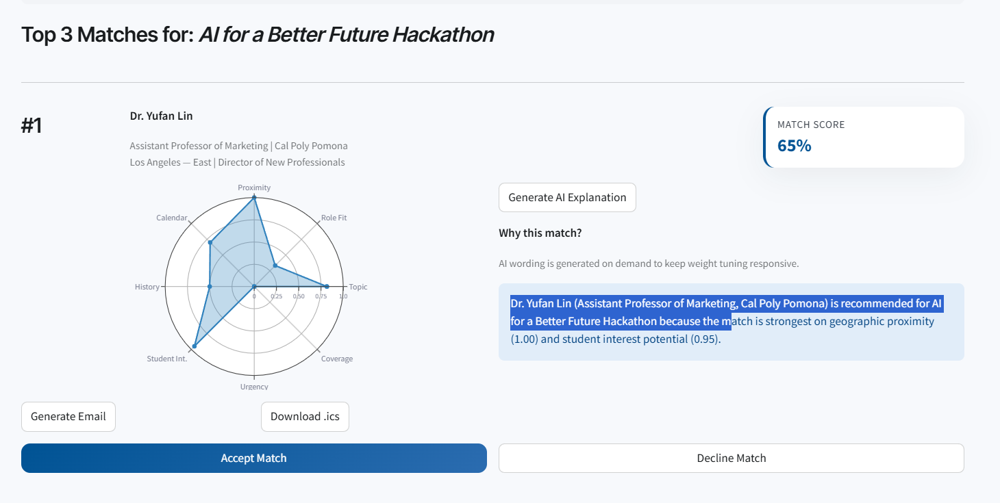 Top 3 Matches for: AI for a Better Future Hackathon
#1
Dr. Yufan Lin
Assistant Professor of Marketing | Cal Poly Pomona
Los Angeles — East | Director of New Professionals
MATCH SCORE
65%
Proximity
Calendar
Role Fit
History
Topic
0
0.25
0.50
0.75
1.0
Student Int.
Coverage
Urgency
Generate AI Explanation
Why this match?
AI wording is generated on demand to keep weight tuning responsive.
Dr. Yufan Lin (Assistant Professor of Marketing, Cal Poly Pomona) is recommended for AI
for a Better Future Hackathon because the match is strongest on geographic proximity
(1.00) and student interest potential (0.95).
Generate Email
Download .ics
Accept Match
Decline Match